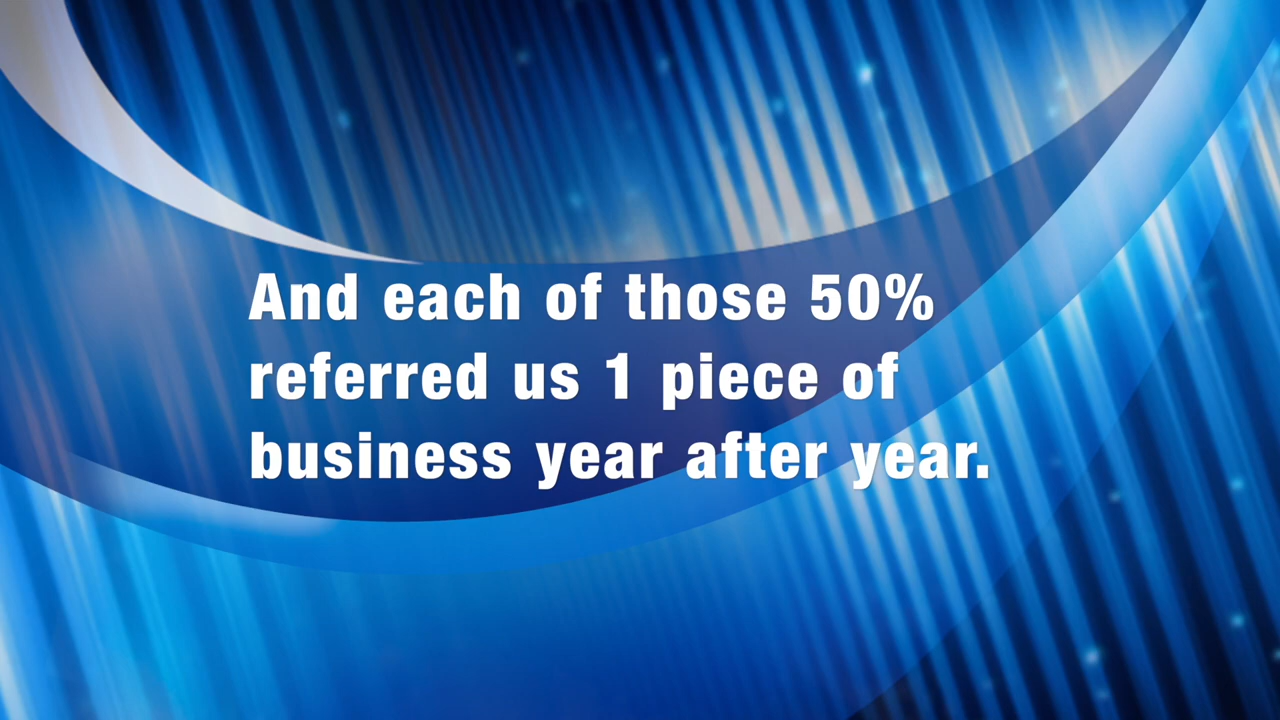 And each of those 50%
referred us 1 piece of
business year after year.